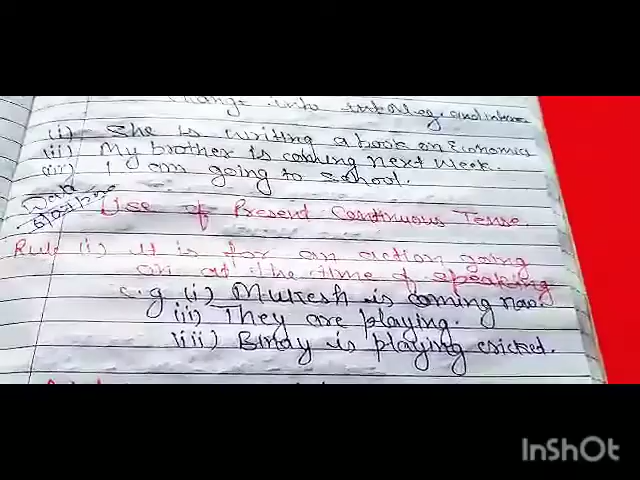 change into
(i) She is writing a book on Economics
(ii) My brother is coming next week.
(iii) I am going to school.
Use of Present Continuous Tense
Rule (i) It is for an action going
on at the time of speaking
e.g (i) Mukesh is coming now.
(ii) They are playing.
(iii) is playing cricket.
InShOt